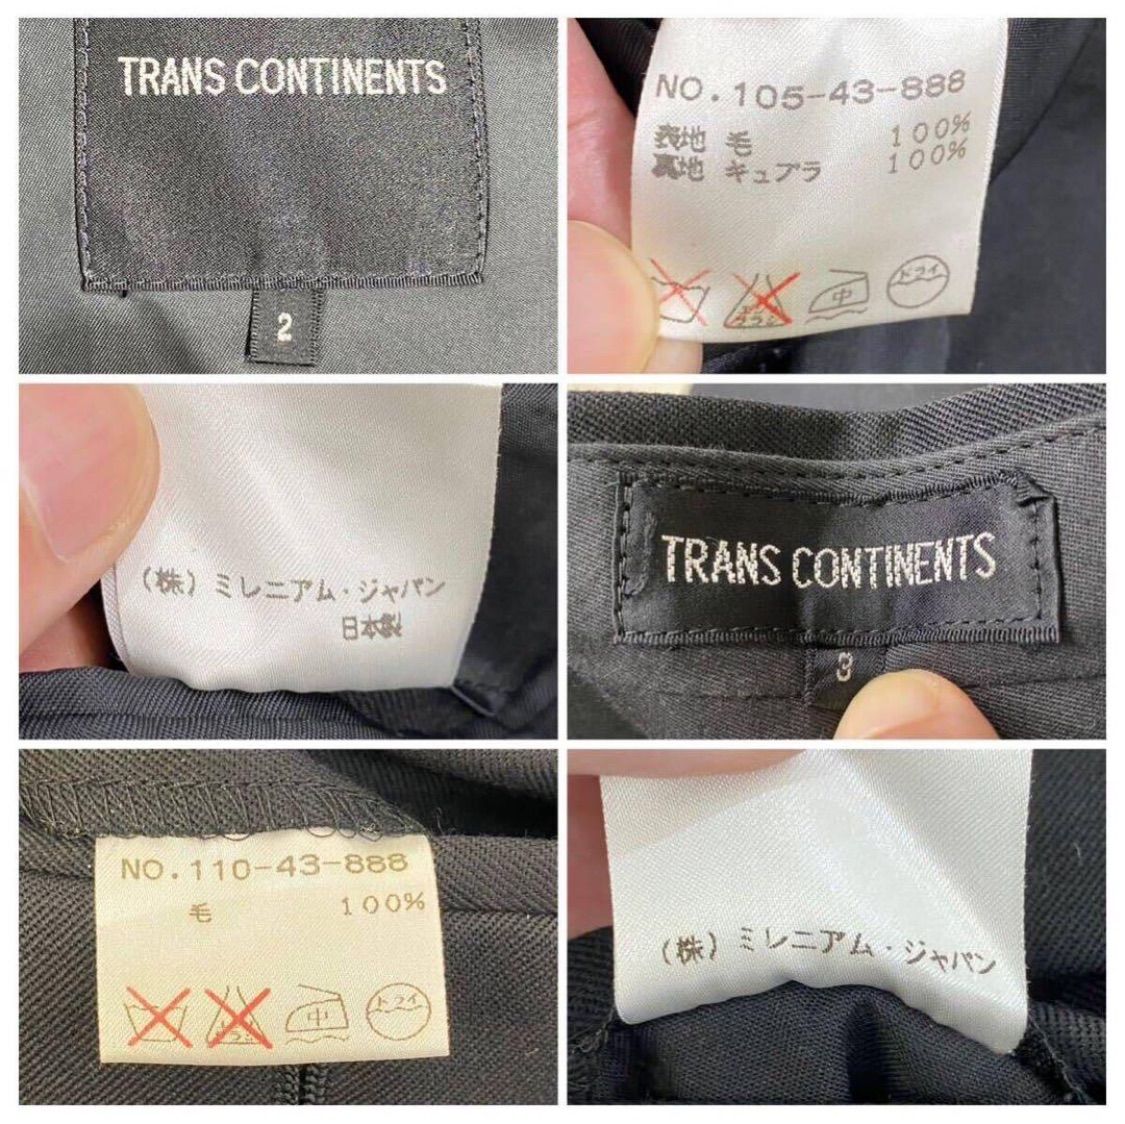 TRANS CONTINENTS
2
NO.105-43-888
表地 毛 100%
裏地 キュプラ 100%
中
ドライ
(株)ミレニアム・ジャパン
日本製
TRANS CONTINENTS
3
NO.110-43-888
毛 100%
中
ドライ
(株)ミレニアム・ジャパン